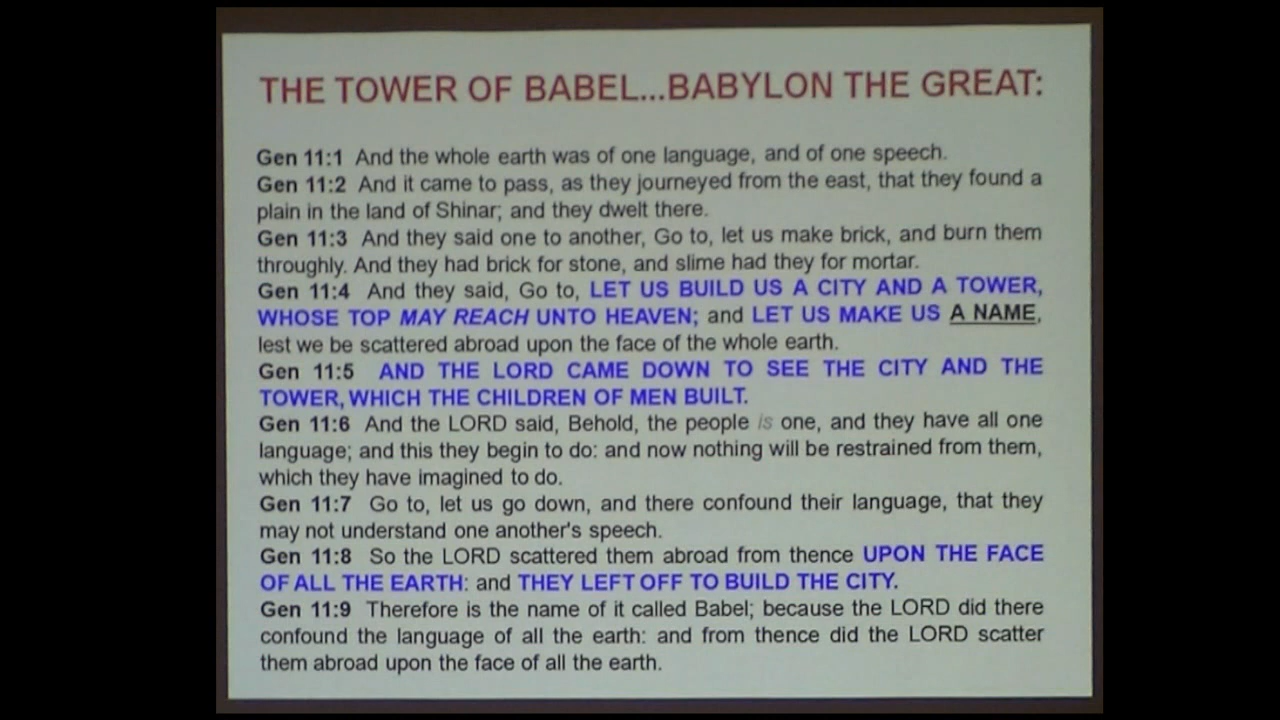 THE TOWER OF BABEL...BABYLON THE GREAT:
Gen 11:1 And the whole earth was of one language, and of one speech.
Gen 11:2 And it came to pass, as they journeyed from the east, that they found a
plain in the land of Shinar; and they dwelt there.
Gen 11:3 And they said one to another, Go to, let us make brick, and burn them
throughly. And they had brick for stone, and slime had they for mortar.
Gen 11:4 And they said, Go to, LET US BUILD US A CITY AND A TOWER,
WHOSE TOP MAY REACH UNTO HEAVEN; and LET US MAKE US A NAME,
lest we be scattered abroad upon the face of the whole earth.
Gen 11:5 AND THE LORD CAME DOWN TO SEE THE CITY AND THE
TOWER, WHICH THE CHILDREN OF MEN BUILT.
Gen 11:6 And the LORD said, Behold, the people is one, and they have all one
language; and this they begin to do: and now nothing will be restrained from them,
which they have imagined to do.
Gen 11:7 Go to, let us go down, and there confound their language, that they
may not understand one another's speech.
Gen 11:8 So the LORD scattered them abroad from thence UPON THE FACE
OF ALL THE EARTH: and THEY LEFT OFF TO BUILD THE CITY.
Gen 11:9 Therefore is the name of it called Babel; because the LORD did there
confound the language of all the earth: and from thence did the LORD scatter
them abroad upon the face of all the earth.